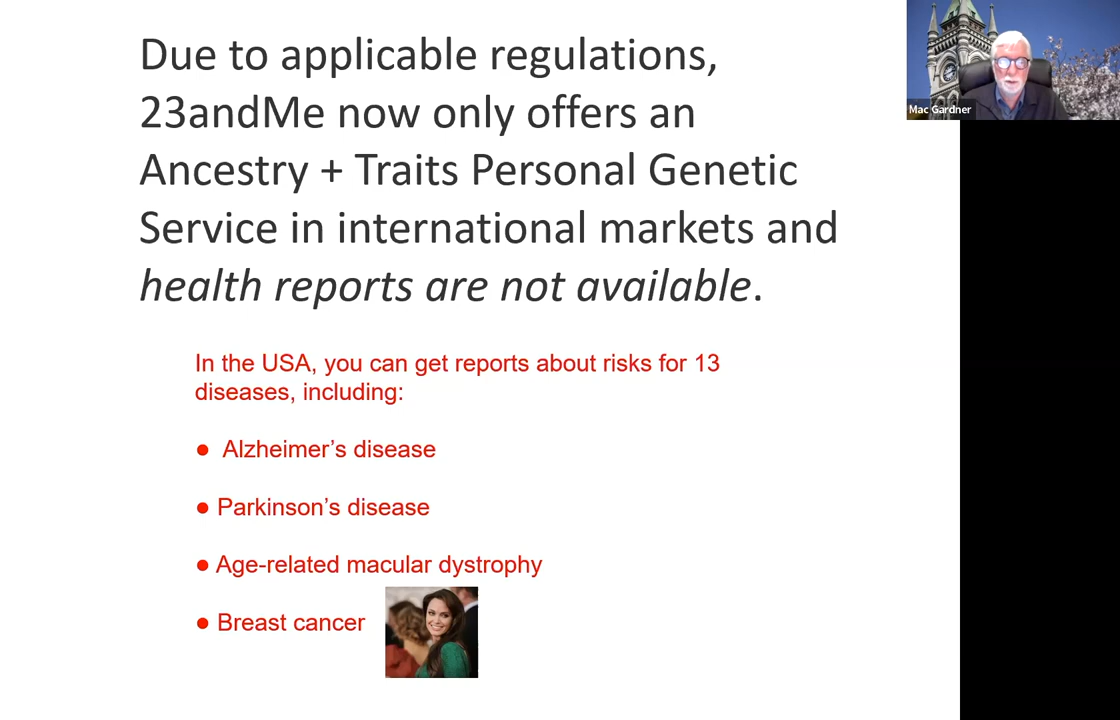 Due to applicable regulations,
23andMe now only offers an
Ancestry + Traits Personal Genetic
Service in international markets and
health reports are not available.
Mac Gardner
In the USA, you can get reports about risks for 13
diseases, including:
● Alzheimer’s disease
● Parkinson’s disease
● Age-related macular dystrophy
● Breast cancer